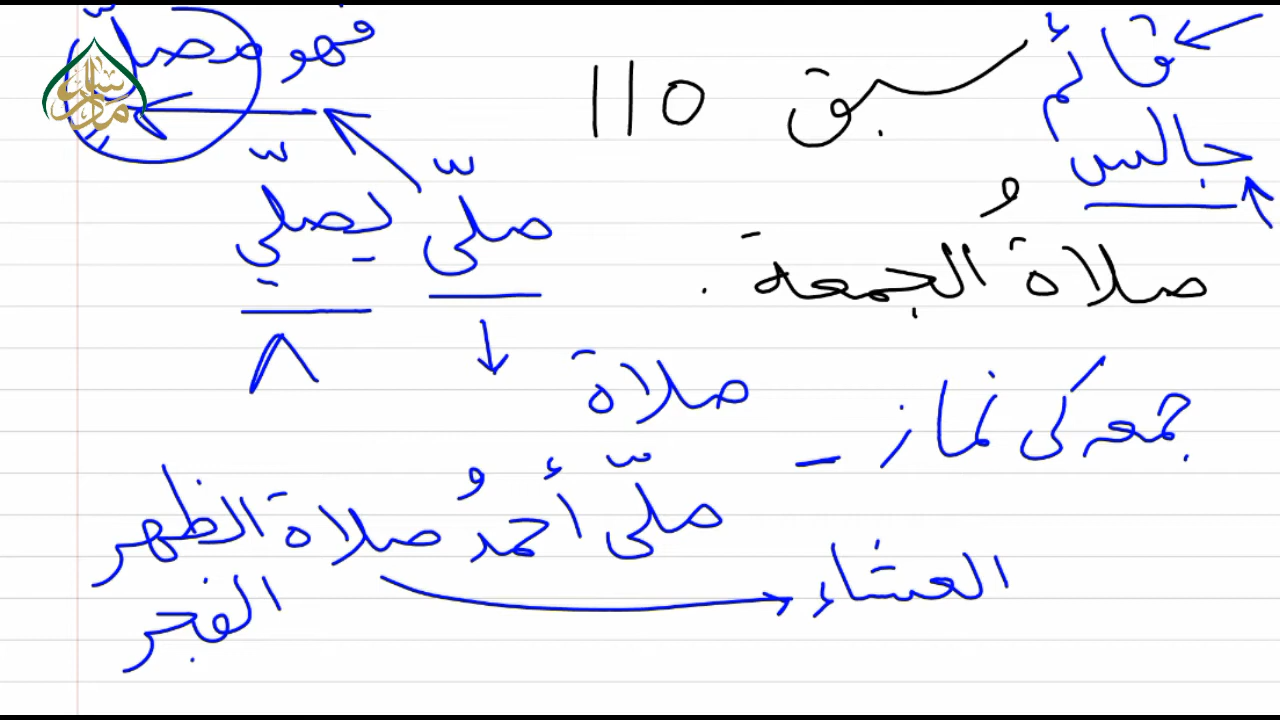 قائم
جالس
سبق 110
فهو مصلٍّ
صلّى يصلّي
صلاةُ الجمعة .
جمعہ کی نماز - صلاة
صلّى أحمدُ صلاة الظهر
العشاء الفجر